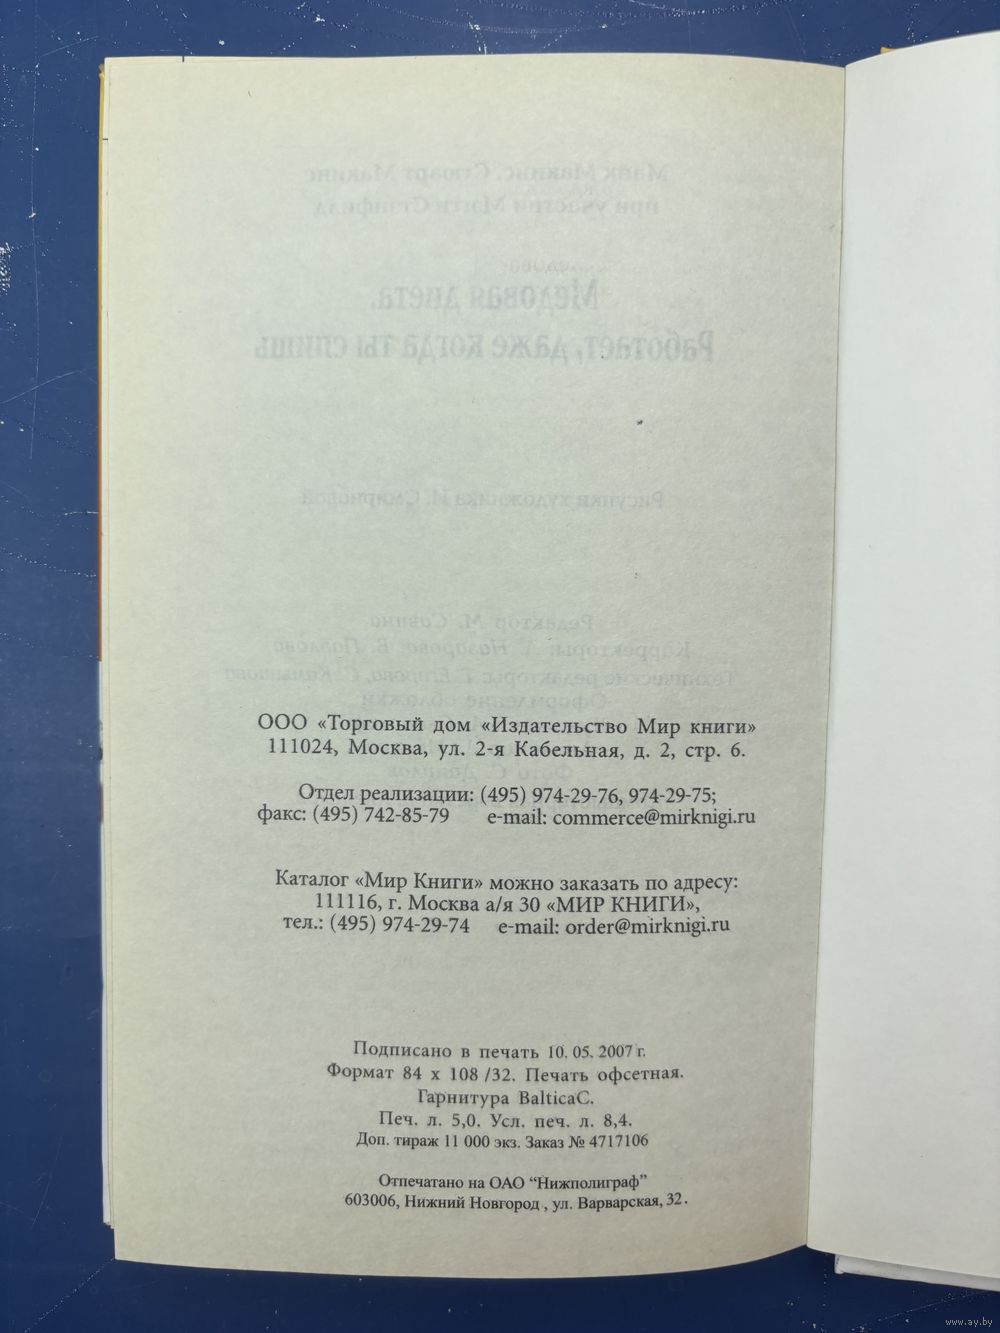 ООО «Торговый дом «Издательство Мир книги»
111024, Москва, ул. 2-я Кабельная, д. 2, стр. 6.
Отдел реализации: (495) 974-29-76, 974-29-75;
факс: (495) 742-85-79 e-mail: commerce@mirknigi.ru
Каталог «Мир Книги» можно заказать по адресу:
111116, г. Москва а/я 30 «МИР КНИГИ»,
тел.: (495) 974-29-74 e-mail: order@mirknigi.ru
Подписано в печать 10. 05. 2007 г.
Формат 84 х 108 /32. Печать офсетная.
Гарнитура BalticaC.
Печ. л. 5,0. Усл. печ. л. 8,4.
Доп. тираж 11 000 экз. Заказ № 4717106
Отпечатано на ОАО “Нижполиграф”
603006, Нижний Новгород , ул. Варварская, 32.
www.ay.by